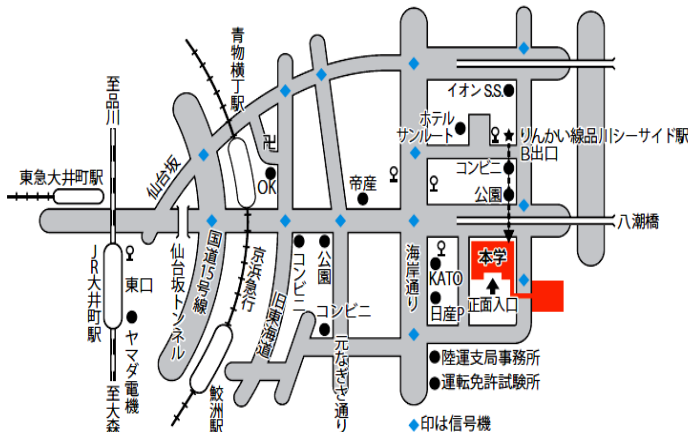 青物横丁駅
至品川
イオン S.S.
ホテル
サンルート
りんかい線品川シーサイド駅
B出口
卍
仙台坂
OK
コンビニ
帝産
公園
東急大井町駅
八潮橋
仙台坂トンネル
国道15号線
京浜急行
旧東海道
コンビニ
公園
海岸通り
本学
KATO
JR大井町駅
東口
コンビニ
日産P
正面入口
ヤマダ電機
元なぎさ通り
陸運支局事務所
運転免許試験所
至大森
鮫洲駅
印は信号機